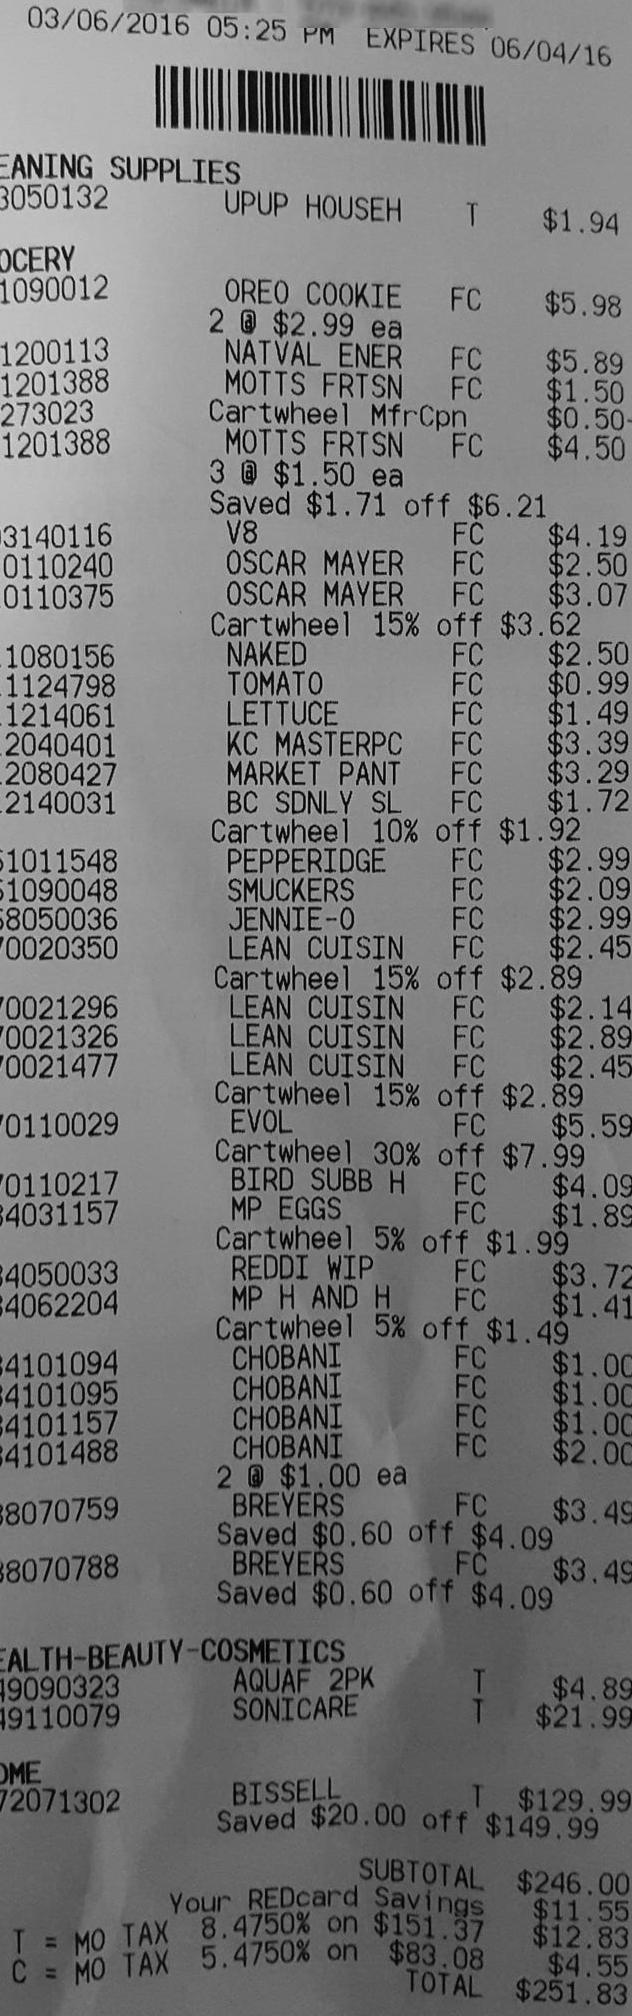 03/06/2016 05:25 PM EXPIRES 06/04/16
EANING SUPPLIES
3050132 UPUP HOUSEH T $1.94
OCERY
1090012 OREO COOKIE FC $5.98
2 @ $2.99 ea
1200113 NATVAL ENER FC $5.89
1201388 MOTTS FRTSN FC $1.50
273023 Cartwheel MfrCpn $0.50-
1201388 MOTTS FRTSN FC $4.50
3 @ $1.50 ea
Saved $1.71 off $6.21
3140116 V8 FC $4.19
0110240 OSCAR MAYER FC $2.50
0110375 OSCAR MAYER FC $3.07
Cartwheel 15% off $3.62
1080156 NAKED FC $2.50
1124798 TOMATO FC $0.99
1214061 LETTUCE FC $1.49
2040401 KC MASTERPC FC $3.39
2080427 MARKET PANT FC $3.29
2140031 BC SDNLY SL FC $1.72
Cartwheel 10% off $1.92
51011548 PEPPERIDGE FC $2.99
51090048 SMUCKERS FC $2.09
58050036 JENNIE-O FC $2.99
70020350 LEAN CUISIN FC $2.45
Cartwheel 15% off $2.89
70021296 LEAN CUISIN FC $2.14
70021326 LEAN CUISIN FC $2.89
70021477 LEAN CUISIN FC $2.45
Cartwheel 15% off $2.89
70110029 EVOL FC $5.59
Cartwheel 30% off $7.99
70110217 BIRD SUBB H FC $4.09
84031157 MP EGGS FC $1.89
Cartwheel 5% off $1.99
84050033 REDDI WIP FC $3.72
84062204 MP H AND H FC $1.41
Cartwheel 5% off $1.49
84101094 CHOBANI FC $1.00
84101095 CHOBANI FC $1.00
84101157 CHOBANI FC $1.00
84101488 CHOBANI FC $2.00
2 @ $1.00 ea
88070759 BREYERS FC $3.49
Saved $0.60 off $4.09
88070788 BREYERS FC $3.49
Saved $0.60 off $4.09
EALTH-BEAUTY-COSMETICS
49090323 AQUAF 2PK T $4.89
49110079 SONICARE T $21.99
OME
72071302 BISSELL T $129.99
Saved $20.00 off $149.99
SUBTOTAL $246.00
Your REDcard Savings $11.55
T = MO TAX 8.4750% on $151.37 $12.83
C = MO TAX 5.4750% on $83.08 $4.55
TOTAL $251.83